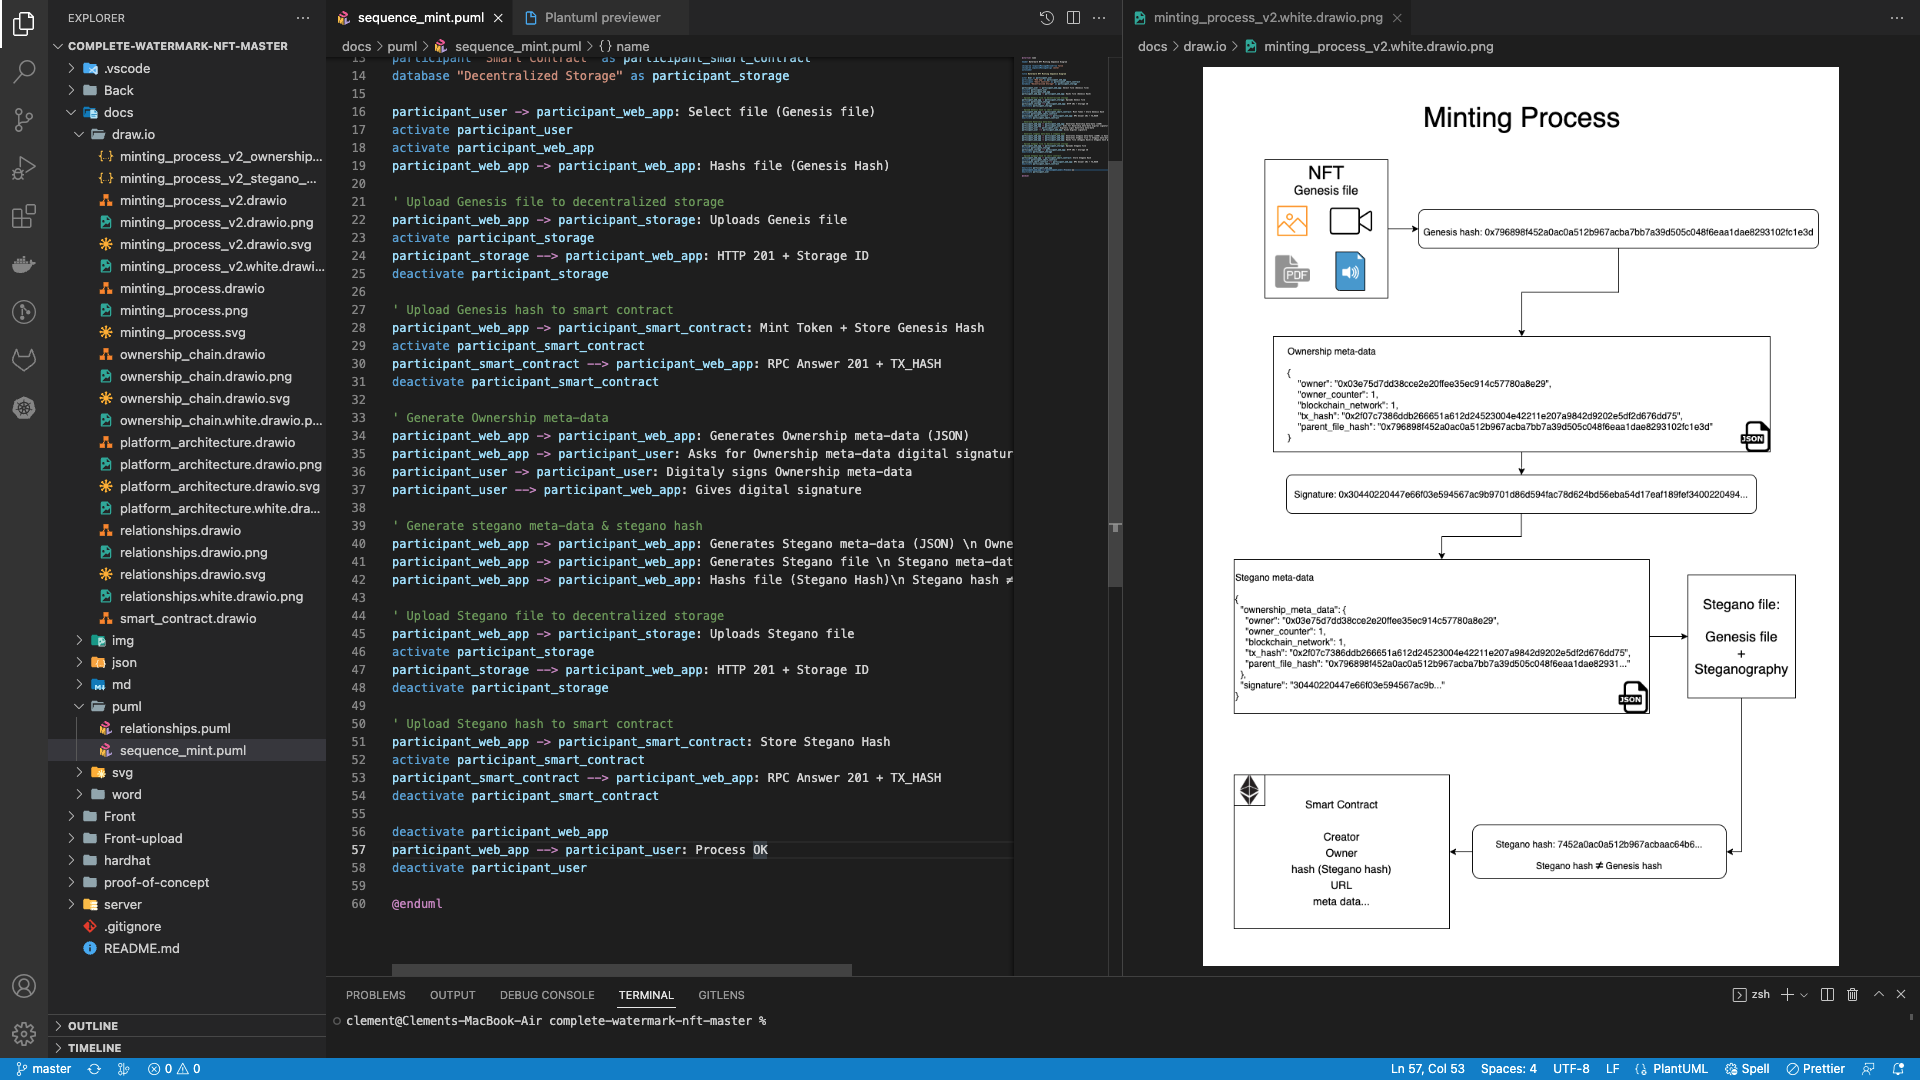 EXPLORER
COMPLETE-WATERMARK-NFT-MASTER
.vscode
Back
docs
draw.io
minting_process_v2_ownership...
minting_process_v2_stegano_...
minting_process_v2.drawio
minting_process_v2.drawio.png
minting_process_v2.drawio.svg
minting_process_v2.white.drawi...
minting_process.drawio
minting_process.png
minting_process.svg
ownership_chain.drawio
ownership_chain.drawio.png
ownership_chain.drawio.svg
ownership_chain.white.drawio.p...
platform_architecture.drawio
platform_architecture.drawio.png
platform_architecture.drawio.svg
platform_architecture.white.dra...
relationships.drawio
relationships.drawio.png
relationships.drawio.svg
relationships.white.drawio.png
smart_contract.drawio
img
json
md
puml
relationships.puml
sequence_mint.puml
svg
word
Front
Front-upload
hardhat
proof-of-concept
server
.gitignore
README.md
OUTLINE
TIMELINE
sequence_mint.puml
Plantuml previewer
docs > puml > sequence_mint.puml > {} name
13 participant "Smart Contract" as participant_smart_contract
14 database "Decentralized Storage" as participant_storage
15
16 participant_user -> participant_web_app: Select file (Genesis file)
17 activate participant_user
18 activate participant_web_app
19 participant_web_app -> participant_web_app: Hashs file (Genesis Hash)
20
21 ' Upload Genesis file to decentralized storage
22 participant_web_app -> participant_storage: Uploads Geneis file
23 activate participant_storage
24 participant_storage --> participant_web_app: HTTP 201 + Storage ID
25 deactivate participant_storage
26
27 ' Upload Genesis hash to smart contract
28 participant_web_app -> participant_smart_contract: Mint Token + Store Genesis Hash
29 activate participant_smart_contract
30 participant_smart_contract --> participant_web_app: RPC Answer 201 + TX_HASH
31 deactivate participant_smart_contract
32
33 ' Generate Ownership meta-data
34 participant_web_app -> participant_web_app: Generates Ownership meta-data (JSON)
35 participant_web_app -> participant_user: Asks for Ownership meta-data digital signatur
36 participant_user -> participant_user: Digitaly signs Ownership meta-data
37 participant_user --> participant_web_app: Gives digital signature
38
39 ' Generate stegano meta-data & stegano hash
40 participant_web_app -> participant_web_app: Generates Stegano meta-data (JSON) \n Owne
41 participant_web_app -> participant_web_app: Generates Stegano file \n Stegano meta-dat
42 participant_web_app -> participant_web_app: Hashs file (Stegano Hash)\n Stegano hash ≠
43
44 ' Upload Stegano file to decentralized storage
45 participant_web_app -> participant_storage: Uploads Stegano file
46 activate participant_storage
47 participant_storage --> participant_web_app: HTTP 201 + Storage ID
48 deactivate participant_storage
49
50 ' Upload Stegano hash to smart contract
51 participant_web_app -> participant_smart_contract: Store Stegano Hash
52 activate participant_smart_contract
53 participant_smart_contract --> participant_web_app: RPC Answer 201 + TX_HASH
54 deactivate participant_smart_contract
55
56 deactivate participant_web_app
57 participant_web_app --> participant_user: Process OK
58 deactivate participant_user
59
60 @enduml
minting_process_v2.white.drawio.png
docs > draw.io > minting_process_v2.white.drawio.png
Minting Process
NFT
Genesis file
PDF
Genesis hash: 0x796898f452a0ac0a512b967acba7bb7a39d505c048f6eaa1dae8293102fc1e3d
Ownership meta-data
{
"owner": "0x03e75d7dd38cce2e20ffee35ec914c57780a8e29",
"owner_counter": 1,
"blockchain_network": 1,
"tx_hash": "0x2f07c7386ddb266651a612d24523004e42211e207a9842d9202e5df2d676dd75",
"parent_file_hash": "0x796898f452a0ac0a512b967acba7bb7a39d505c048f6eaa1dae8293102fc1e3d"
}
JSON
Signature: 0x30440220447e66f03e594567ac9b9701d86d594fac78d624bd56eba54d17eaf189fef3400220494...
Stegano meta-data
{
"ownership_meta_data": {
"owner": "0x03e75d7dd38cce2e20ffee35ec914c57780a8e29",
"owner_counter": 1,
"blockchain_network": 1,
"tx_hash": "0x2f07c7386ddb266651a612d24523004e42211e207a9842d9202e5df2d676dd75",
"parent_file_hash": "0x796898f452a0ac0a512b967acba7bb7a39d505c048f6eaa1dae82931..."
},
"signature": "30440220447e66f03e594567ac9b..."
}
JSON
Stegano file:
Genesis file
+
Steganography
Smart Contract
Creator
Owner
hash (Stegano hash)
URL
meta data...
Stegano hash: 7452a0ac0a512b967acbaac64b6...
Stegano hash ≠ Genesis hash
PROBLEMS OUTPUT DEBUG CONSOLE TERMINAL GITLENS
zsh
clement@Clements-MacBook-Air complete-watermark-nft-master %
master 0 0
Ln 57, Col 53 Spaces: 4 UTF-8 LF {} PlantUML Spell Prettier